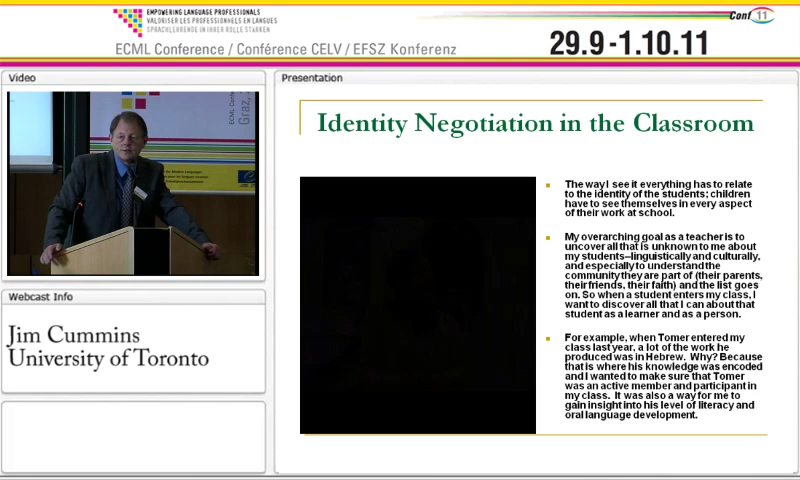 EMPOWERING LANGUAGE PROFESSIONALS
VALORISER LES PROFESSIONNELS EN LANGUES
SPRACHLEHRENDE IN IHRER ROLLE STÄRKEN
ECML Conference / Conférence CELV / EFSZ Konferenz
29.9-1.10.11
Conf 11
Video
Webcast Info
Jim Cummins
University of Toronto
Presentation
Identity Negotiation in the Classroom
The way I see it everything has to relate
to the identity of the students; children
have to see themselves in every aspect
of their work at school.
My overarching goal as a teacher is to
uncover all that is unknown to me about
my students–linguistically and culturally,
and especially to understand the
community they are part of (their parents,
their friends, their faith) and the list goes
on. So when a student enters my class, I
want to discover all that I can about that
student as a learner and as a person.
For example, when Tomer entered my
class last year, a lot of the work he
produced was in Hebrew. Why? Because
that is where his knowledge was encoded
and I wanted to make sure that Tomer
was an active member and participant in
my class. It was also a way for me to
gain insight into his level of literacy and
oral language development.